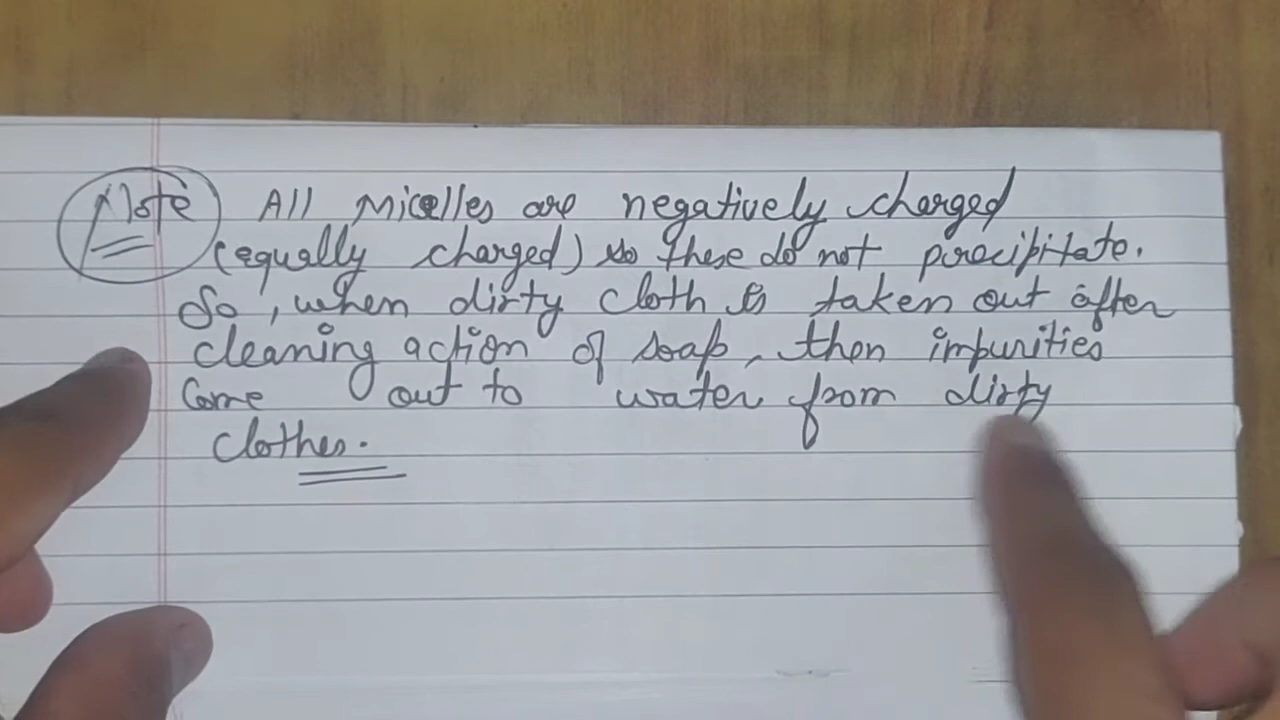 Note All Micelles are negatively charged
(equally charged) so these do not precipitate.
So, when dirty cloth is taken out after
cleaning action of soap, then impurities
Come out to water from dirty
clothes.